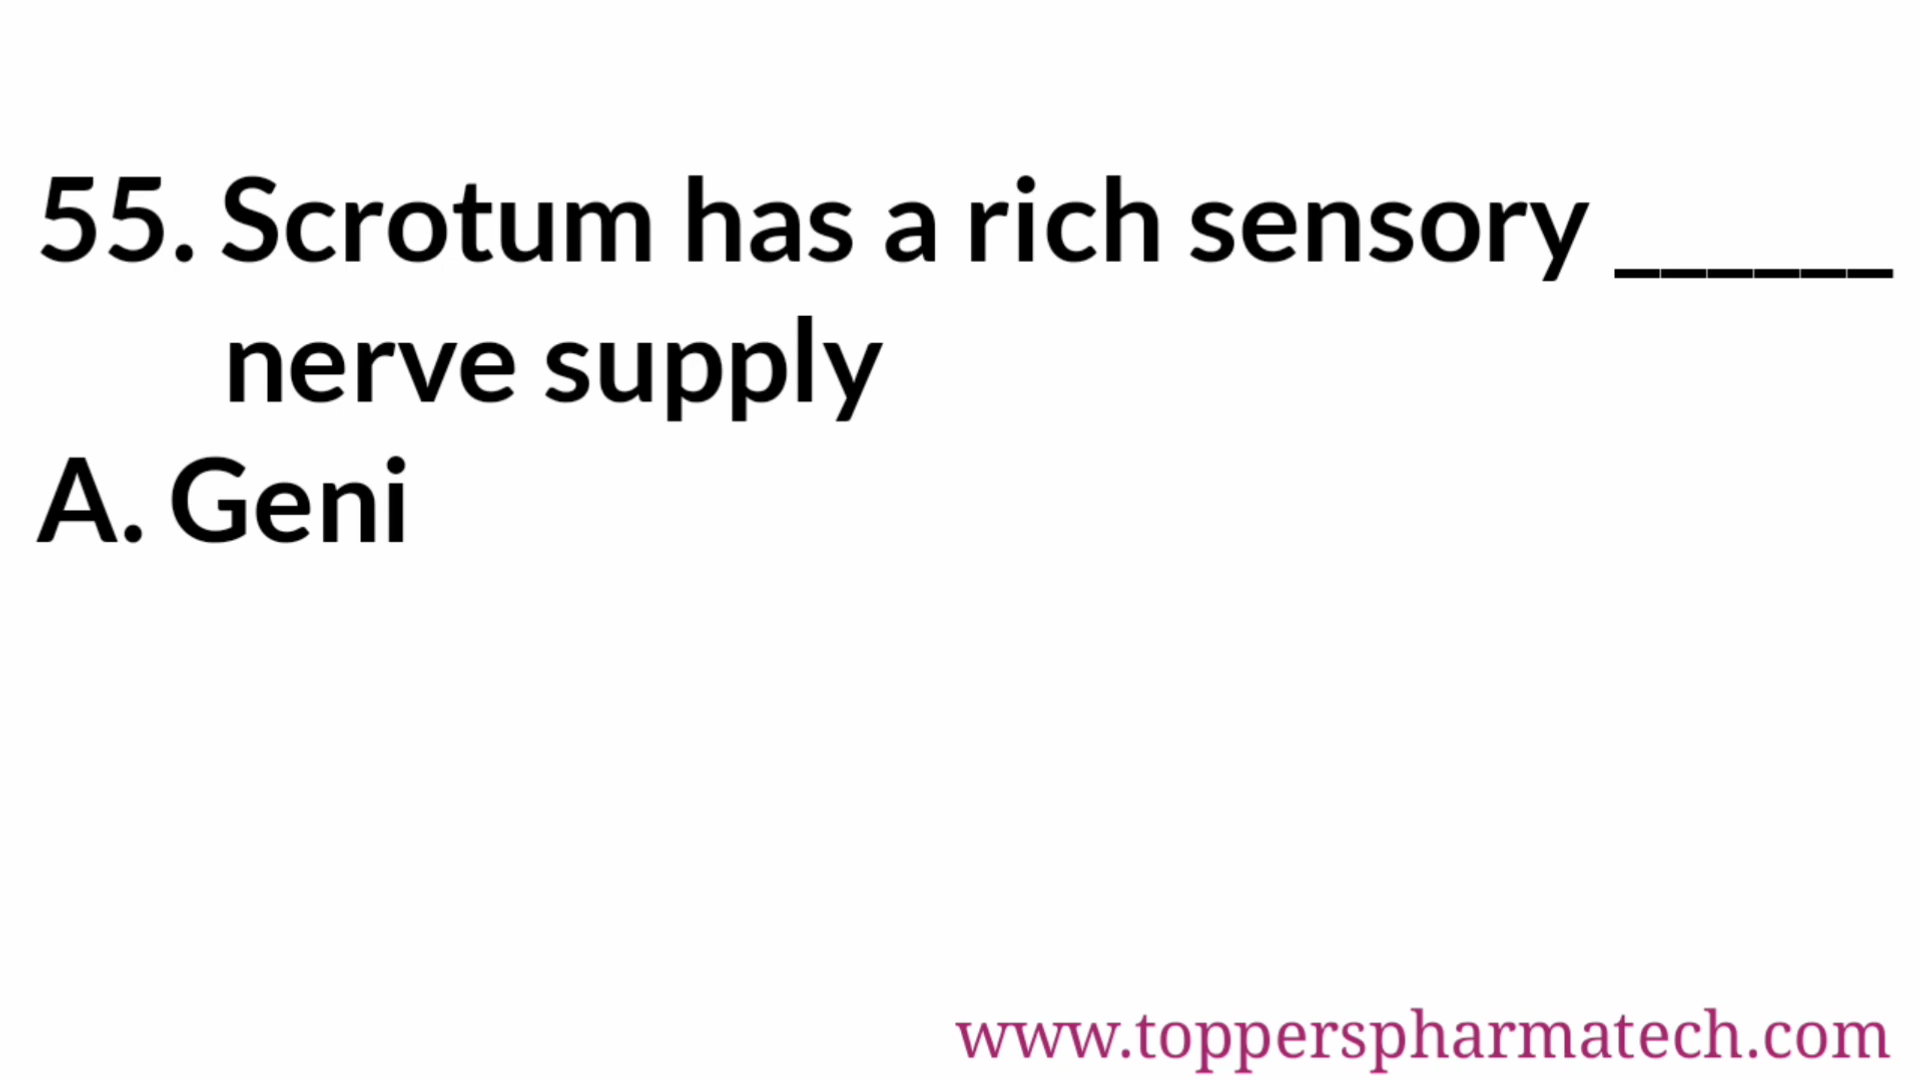 55. Scrotum has a rich sensory ______
nerve supply
A. Geni
www.topperspharmatech.com